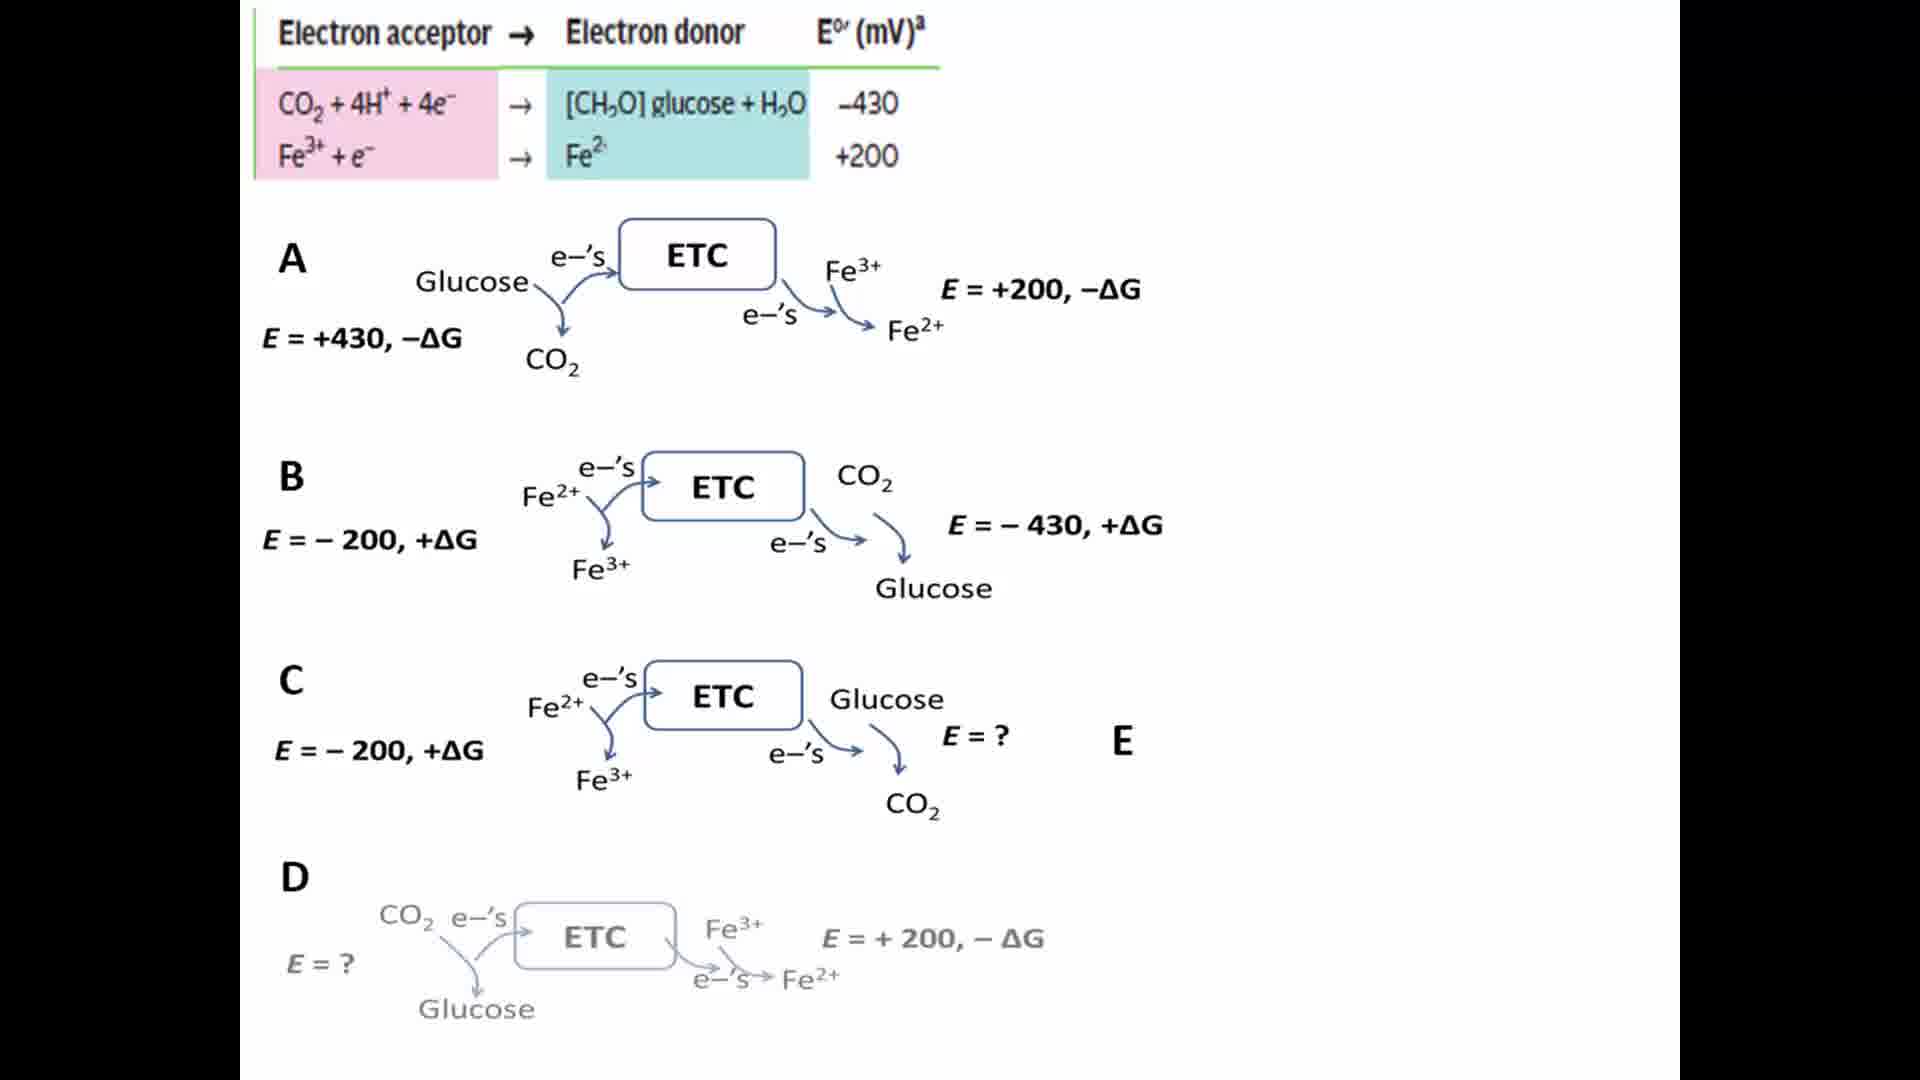 Electron acceptor → Electron donor E⁰′ (mV)ᵃ
CO₂ + 4H⁺ + 4e⁻ → [CH₂O] glucose + H₂O –430
Fe³⁺ + e⁻ → Fe²⁺ +200
A
ETC
e–’s
Glucose
Fe³⁺
E = +200, –ΔG
e–’s
Fe²⁺
E = +430, –ΔG
CO₂
B
e–’s
ETC
CO₂
Fe²⁺
E = – 430, +ΔG
E = – 200, +ΔG
e–’s
Fe³⁺
Glucose
C
e–’s
ETC
Glucose
Fe²⁺
E = ?
E
E = – 200, +ΔG
e–’s
Fe³⁺
CO₂
D
CO₂ e–’s
ETC
Fe³⁺
E = + 200, – ΔG
E = ?
e–’s
Fe²⁺
Glucose